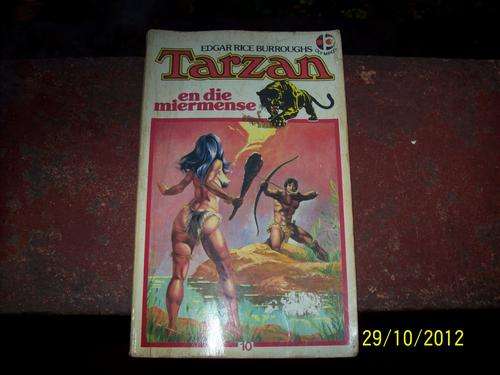 EDGAR RICE BURROUGHS
Tarzan
en die
miermense
10
29/10/2012